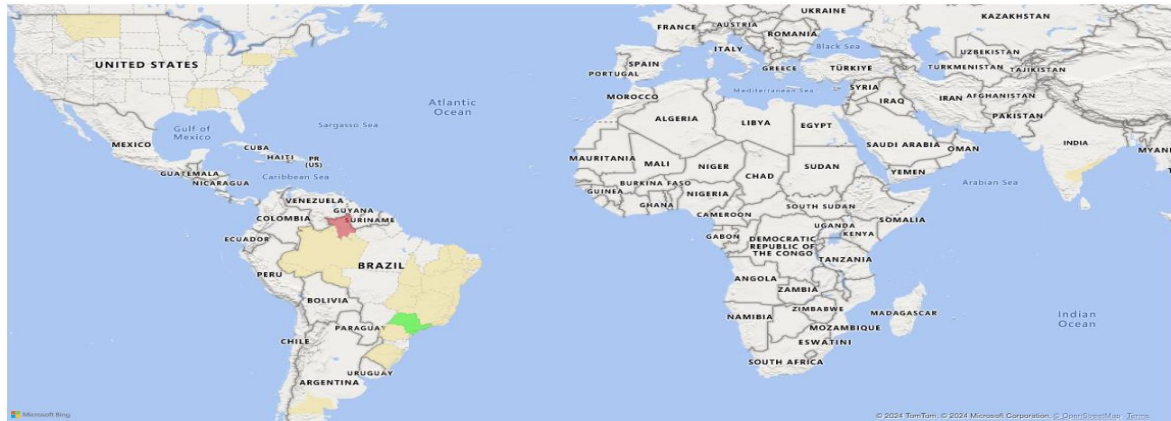 UKRAINE
KAZAKHSTAN
FRANCE
AUSTRIA
ROMANIA
ITALY
Black Sea
UZBEKISTAN
UNITED STATES
SPAIN
PORTUGAL
GREECE
TÜRKIYE
TURKMENISTAN
TAJIKISTAN
Atlantic
Ocean
Mediterranean Sea
SYRIA
IRAQ
IRAN
AFGHANISTAN
MOROCCO
PAKISTAN
Gulf of
Mexico
Sargasso Sea
ALGERIA
LIBYA
EGYPT
MEXICO
CUBA
HAITI
PR
(US)
SAUDI ARABIA
OMAN
INDIA
MYAN
GUATEMALA
NICARAGUA
Caribbean Sea
MAURITANIA
MALI
NIGER
CHAD
SUDAN
YEMEN
Arabian Sea
VENEZUELA
GUYANA
SURINAME
COLOMBIA
GUINEA
BURKINA FASO
GHANA
NIGERIA
CAMEROON
SOUTH SUDAN
SOMALIA
ECUADOR
GABON
UGANDA
KENYA
DEMOCRATIC
REPUBLIC OF
THE CONGO
PERU
BRAZIL
TANZANIA
BOLIVIA
ANGOLA
ZAMBIA
PARAGUAY
NAMIBIA
ZIMBABWE
MADAGASCAR
Indian
Ocean
CHILE
MOZAMBIQUE
ESWATINI
SOUTH AFRICA
URUGUAY
ARGENTINA
Microsoft Bing
© 2024 TomTom, © 2024 Microsoft Corporation, © OpenStreetMap Terms